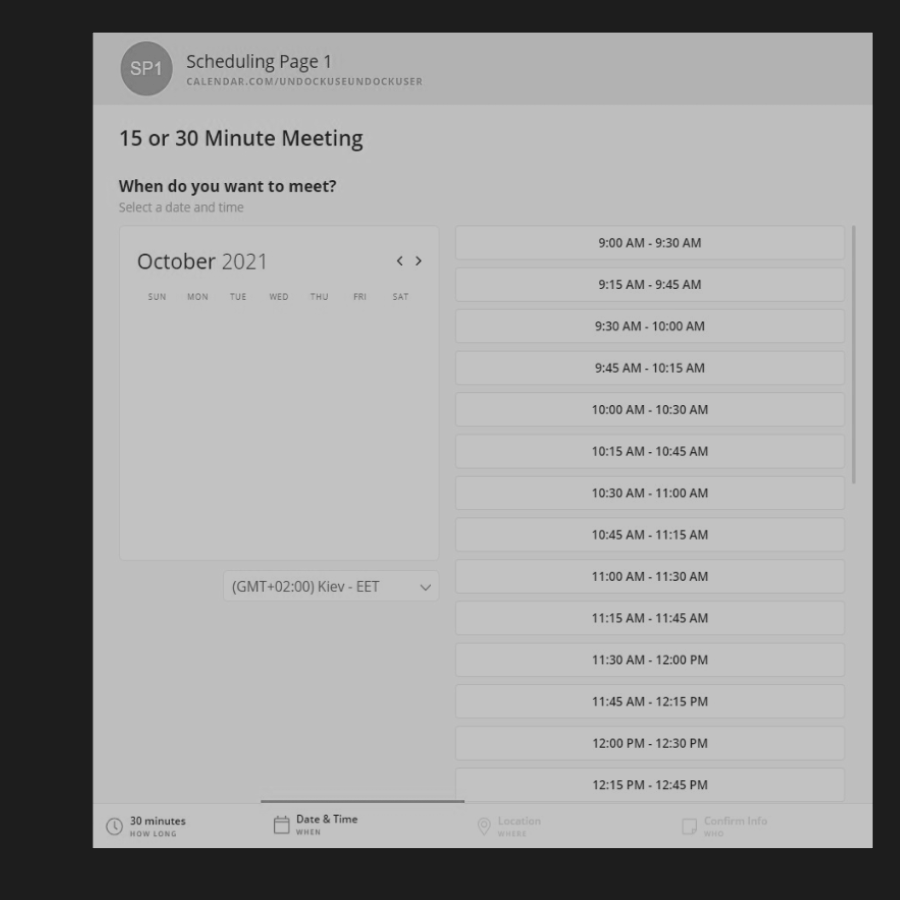 SP1
Scheduling Page 1
CALENDAR.COM/UNDOCKUSEUNDOCKUSER
15 or 30 Minute Meeting
When do you want to meet?
Select a date and time
October 2021
SUN MON TUE WED THU FRI SAT
(GMT+02:00) Kiev - EET
9:00 AM - 9:30 AM
9:15 AM - 9:45 AM
9:30 AM - 10:00 AM
9:45 AM - 10:15 AM
10:00 AM - 10:30 AM
10:15 AM - 10:45 AM
10:30 AM - 11:00 AM
10:45 AM - 11:15 AM
11:00 AM - 11:30 AM
11:15 AM - 11:45 AM
11:30 AM - 12:00 PM
11:45 AM - 12:15 PM
12:00 PM - 12:30 PM
12:15 PM - 12:45 PM
30 minutes
HOW LONG
Date & Time
WHEN
Location
WHERE
Confirm Info
WHO